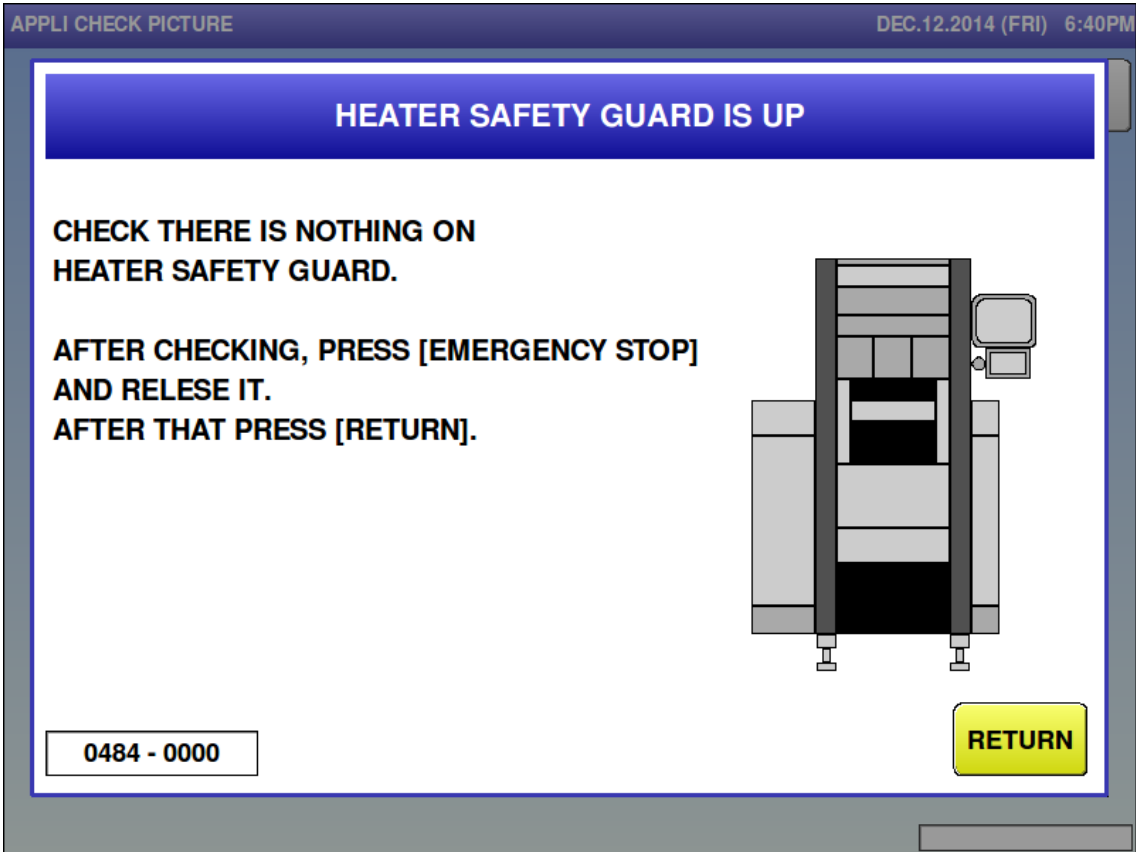 APPLI CHECK PICTURE
DEC.12.2014 (FRI) 6:40PM
HEATER SAFETY GUARD IS UP
CHECK THERE IS NOTHING ON
HEATER SAFETY GUARD.
AFTER CHECKING, PRESS [EMERGENCY STOP]
AND RELESE IT.
AFTER THAT PRESS [RETURN].
0484 - 0000
RETURN